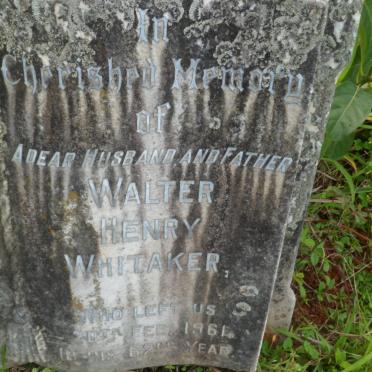 In
Cherished Memory
of
A DEAR HUSBAND AND FATHER
WALTER
HENRY
WHITAKER,
WHO LEFT US
FEB. 1961.
IN HIS YEAR